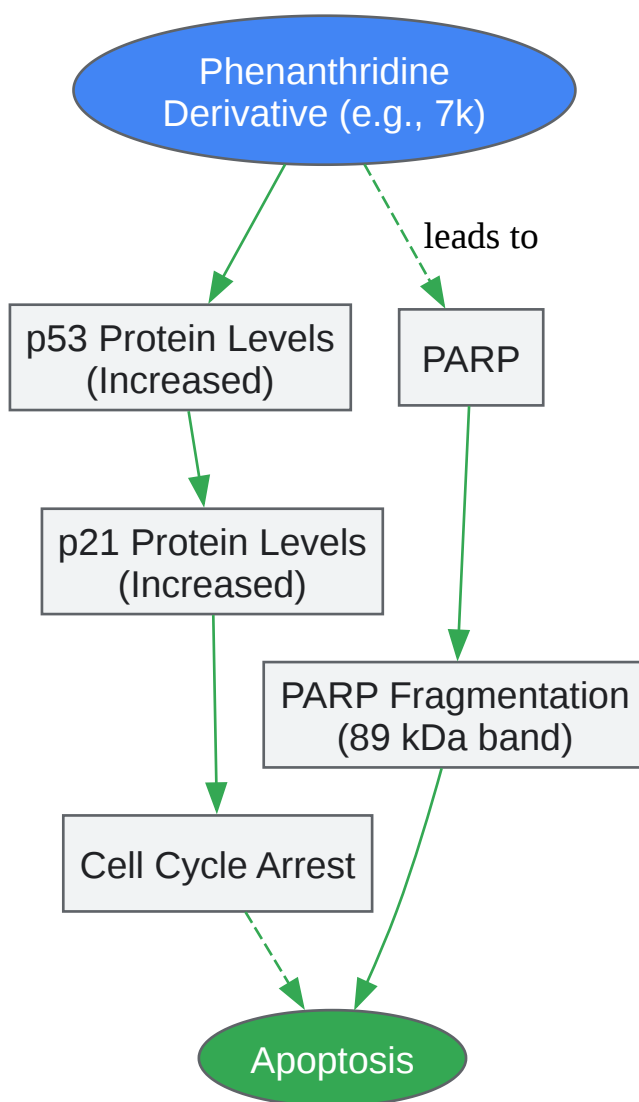 Phenanthridine
Derivative (e.g., 7k)
leads to
p53 Protein Levels
(Increased)
PARP
p21 Protein Levels
(Increased)
PARP Fragmentation
(89 kDa band)
Cell Cycle Arrest
Apoptosis